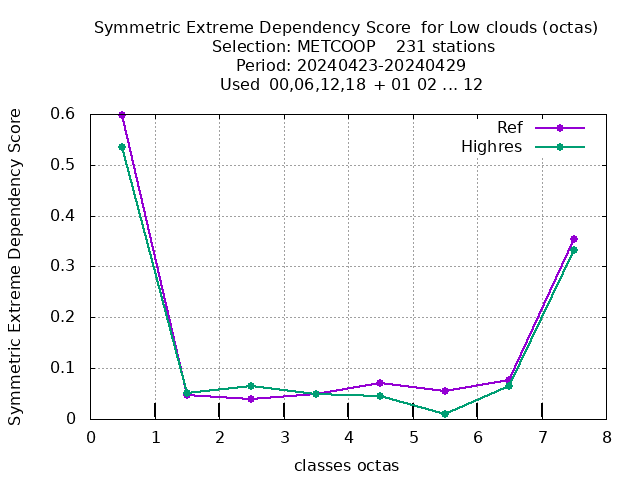 Symmetric Extreme Dependency Score for Low clouds (octas)
Selection: METCOOP 231 stations
Period: 20240423-20240429
Used 00,06,12,18 + 01 02 ... 12
Symmetric Extreme Dependency Score
Ref
Highres
0.6
0.5
0.4
0.3
0.2
0.1
0
0 1 2 3 4 5 6 7 8
classes octas